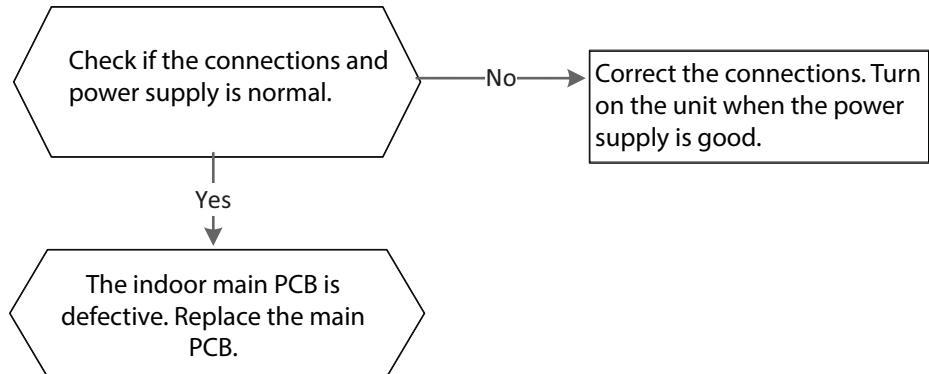 Check if the connections and
power supply is normal.
No
Correct the connections. Turn
on the unit when the power
supply is good.
Yes
The indoor main PCB is
defective. Replace the main
PCB.